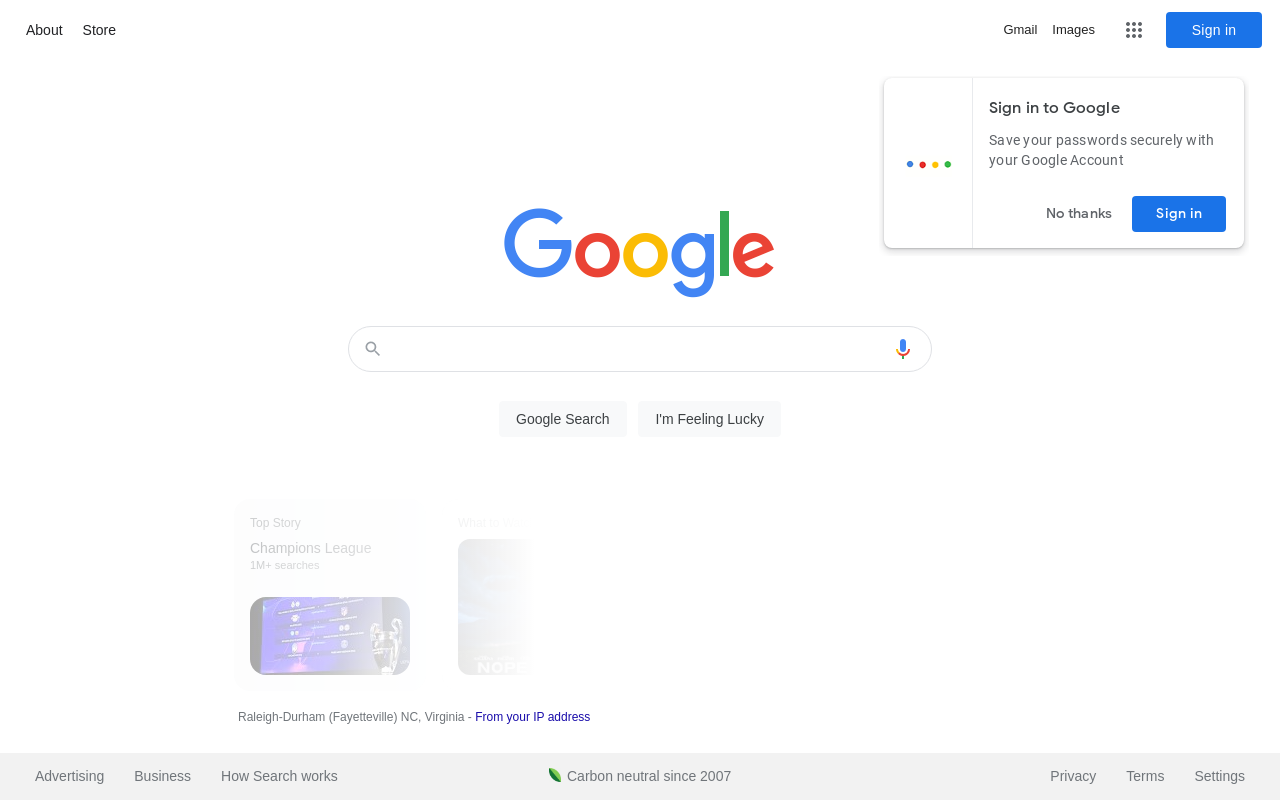 About
Store
Gmail
Images
Sign in
Sign in to Google
Save your passwords securely with
your Google Account
No thanks
Sign in
Google
Google Search
I'm Feeling Lucky
Top Story
Champions League
1M+ searches
NOPE
Raleigh-Durham (Fayetteville) NC, Virginia - From your IP address
Advertising
Business
How Search works
Carbon neutral since 2007
Privacy
Terms
Settings